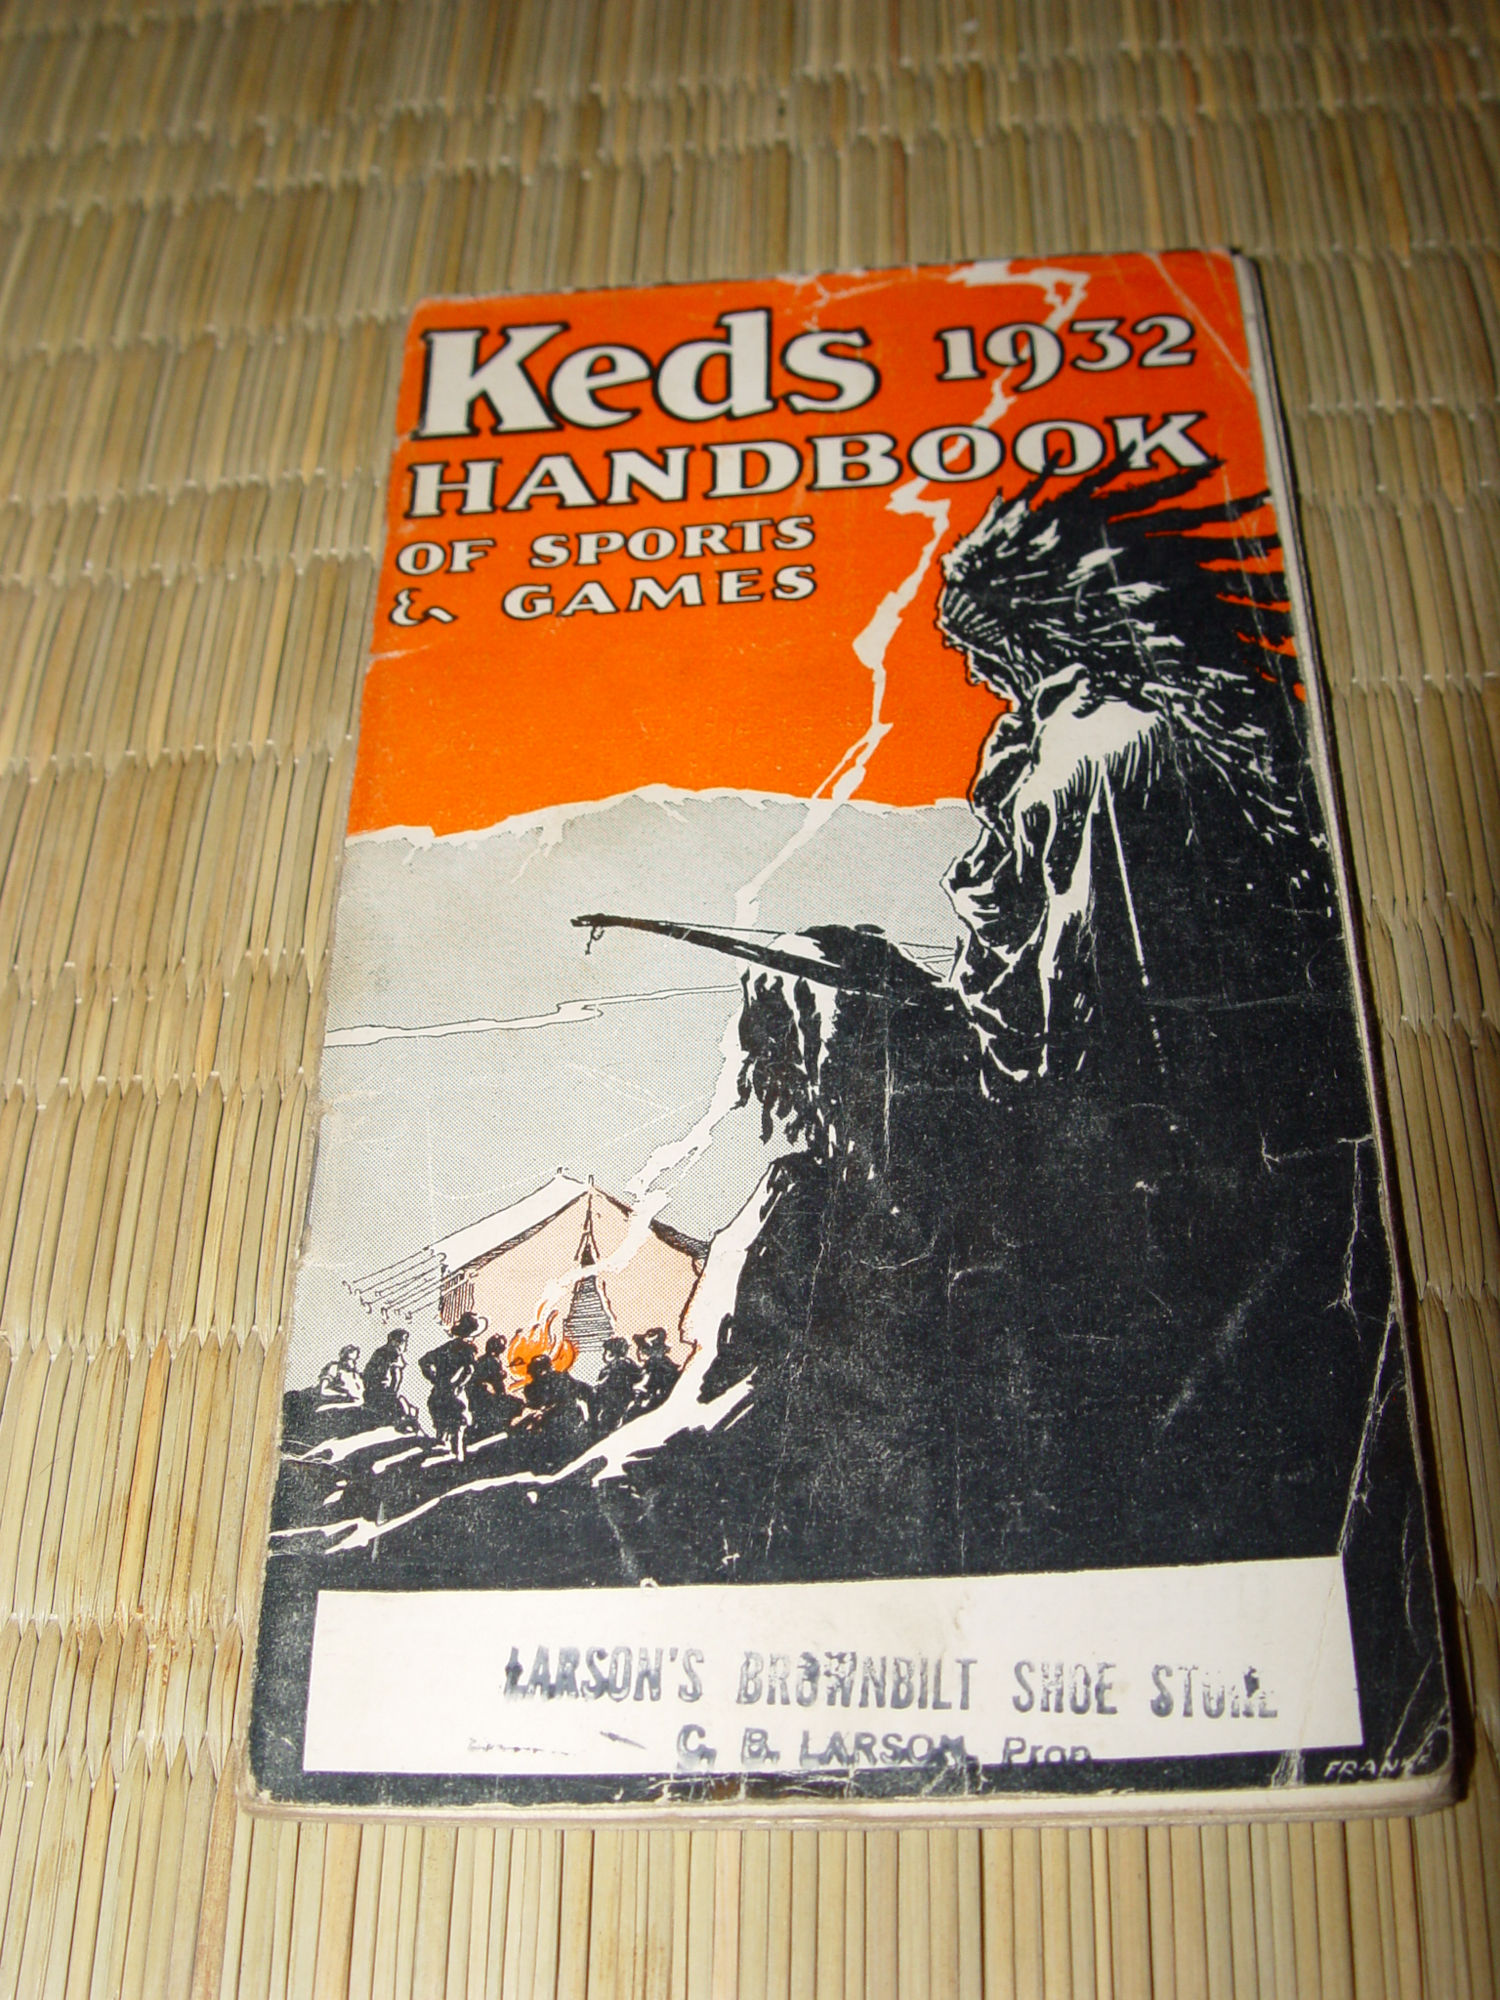 Keds 1932
HANDBOOK
OF SPORTS
& GAMES
LARSON'S BROWNBILT SHOE STORE
C. B. LARSON, Prop.